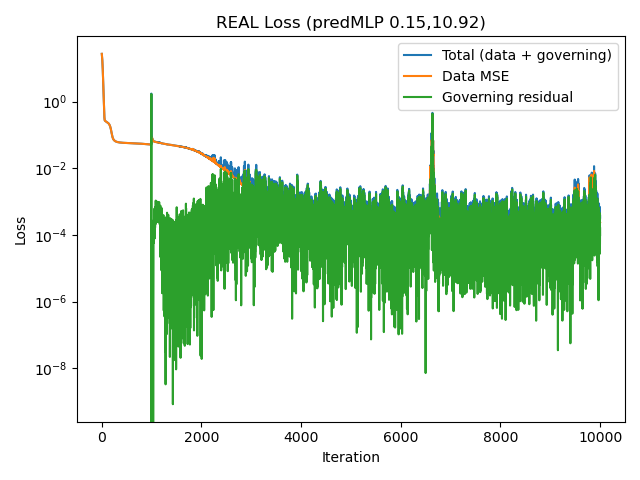 REAL Loss (predMLP 0.15,10.92)
Total (data + governing)
Data MSE
Governing residual
Loss
10⁰
10⁻²
10⁻⁴
10⁻⁶
10⁻⁸
0 2000 4000 6000 8000 10000
Iteration